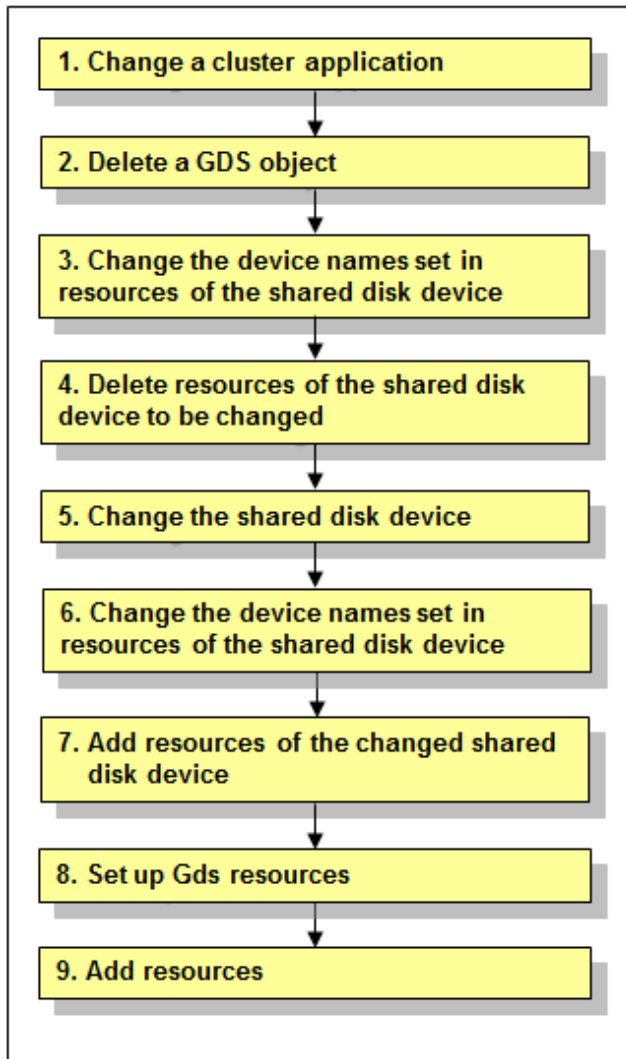 1. Change a cluster application
2. Delete a GDS object
3. Change the device names set in
resources of the shared disk device
4. Delete resources of the shared disk
device to be changed
5. Change the shared disk device
6. Change the device names set in
resources of the shared disk device
7. Add resources of the changed shared
disk device
8. Set up Gds resources
9. Add resources